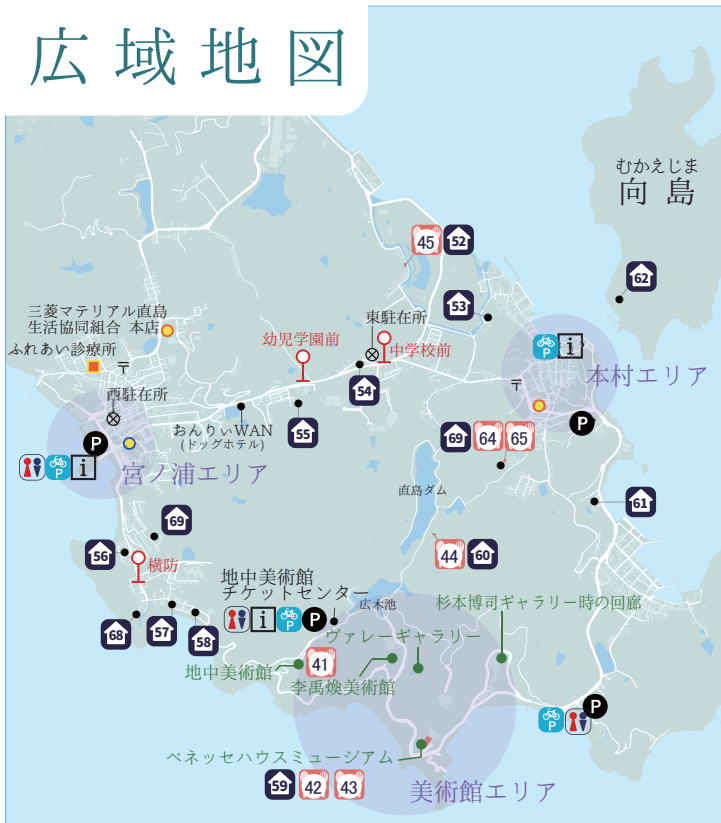 広域地図
むかえじま
向島
45 52
62
53
三菱マテリアル直島
生活協同組合 本店
東駐在所
幼児学園前
中学校前
i
ふれあい診療所
〒
54
本村エリア
西駐在所
〒
おんりぃWAN
(ドッグホテル)
55
P
69 64 65
P
P i
宮ノ浦エリア
直島ダム
61
69
56
横防
44 60
地中美術館
チケットセンター
広木池
杉本博司ギャラリー時の回廊
i P P
68 57 58
ヴァレーギャラリー
41
地中美術館
李禹煥美術館
P
P
ベネッセハウスミュージアム
59 42 43
美術館エリア